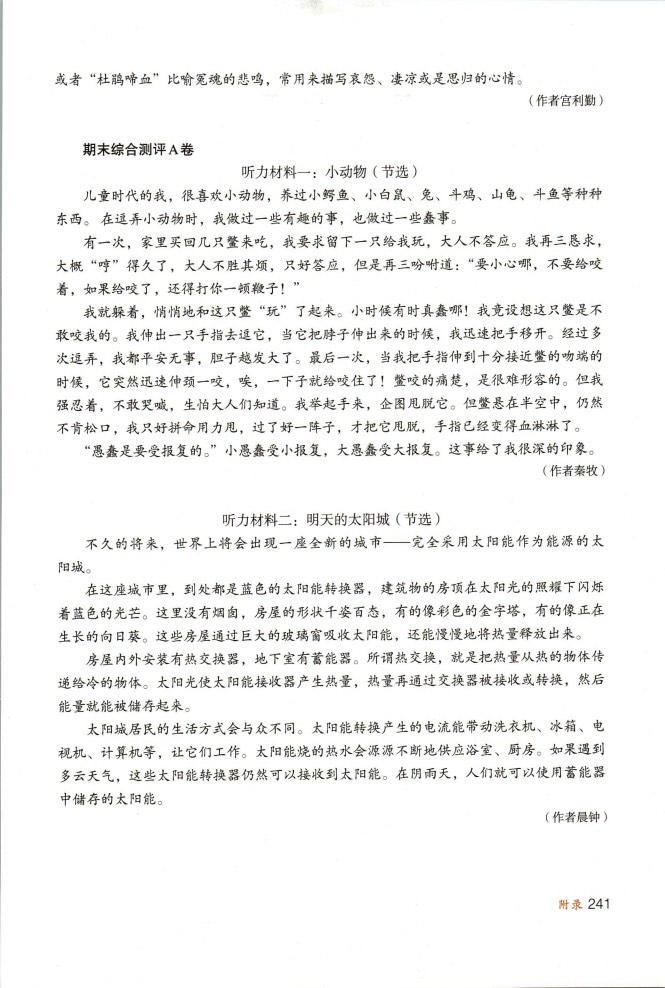 或者“杜鹃啼血”比喻冤魂的悲鸣，常用来描写哀怨、凄凉或是思归的心情。
（作者宫利勤）
期末综合测评A卷
听力材料一：小动物（节选）
儿童时代的我，很喜欢小动物，养过小鳄鱼、小白鼠、兔、斗鸡、山龟、斗鱼等种种
东西。在逗弄小动物时，我做过一些有趣的事，也做过一些蠢事。
有一次，家里买回几只鳖来吃，我要求留下一只给我玩，大人不答应。我再三恳求，
大概“哼”得久了，大人不胜其烦，只好答应，但是再三吩咐道：“要小心哪，不要给咬
着，如果给咬了，还得打你一顿鞭子！”
我就躲着，悄悄地和这只鳖“玩”了起来。小时候有时真蠢哪！我竟设想这只鳖是不
敢咬我的。我伸出一只手指去逗它，当它把脖子伸出来的时候，我迅速把手移开。经过多
次逗弄，我都平安无事，胆子越发大了。最后一次，当我把手指伸到十分接近鳖的吻端的
时候，它突然迅速伸颈一咬，唉，一下子就给咬住了！鳖咬的痛楚，是很难形容的。但我
强忍着，不敢哭喊，生怕大人们知道。我举起手来，企图甩脱它。但鳖悬在半空中，仍然
不肯松口，我只好拼命用力甩，过了好一阵子，才把它甩脱，手指已经变得血淋淋了。
“愚蠢是要受报复的。”小愚蠢受小报复，大愚蠢受大报复。这事给了我很深的印象。
（作者秦牧）
听力材料二：明天的太阳城（节选）
不久的将来，世界上将会出现一座全新的城市——完全采用太阳能作为能源的太
阳城。
在这座城市里，到处都是蓝色的太阳能转换器，建筑物的房顶在太阳光的照耀下闪烁
着蓝色的光芒。这里没有烟囱，房屋的形状千姿百态，有的像彩色的金字塔，有的像正在
生长的向日葵。这些房屋通过巨大的玻璃窗吸收太阳能，还能慢慢地将热量释放出来。
房屋内外安装有热交换器，地下室有蓄能器。所谓热交换，就是把热量从热的物体传
递给冷的物体。太阳光使太阳能接收器产生热量，热量再通过交换器被接收或转换，然后
能量就能被储存起来。
太阳城居民的生活方式会与众不同。太阳能转换产生的电流能带动洗衣机、冰箱、电
视机、计算机等，让它们工作。太阳能烧的热水会源源不断地供应浴室、厨房。如果遇到
多云天气，这些太阳能转换器仍然可以接收到太阳能。在阴雨天，人们就可以使用蓄能器
中储存的太阳能。
（作者晨钟）
附录 241